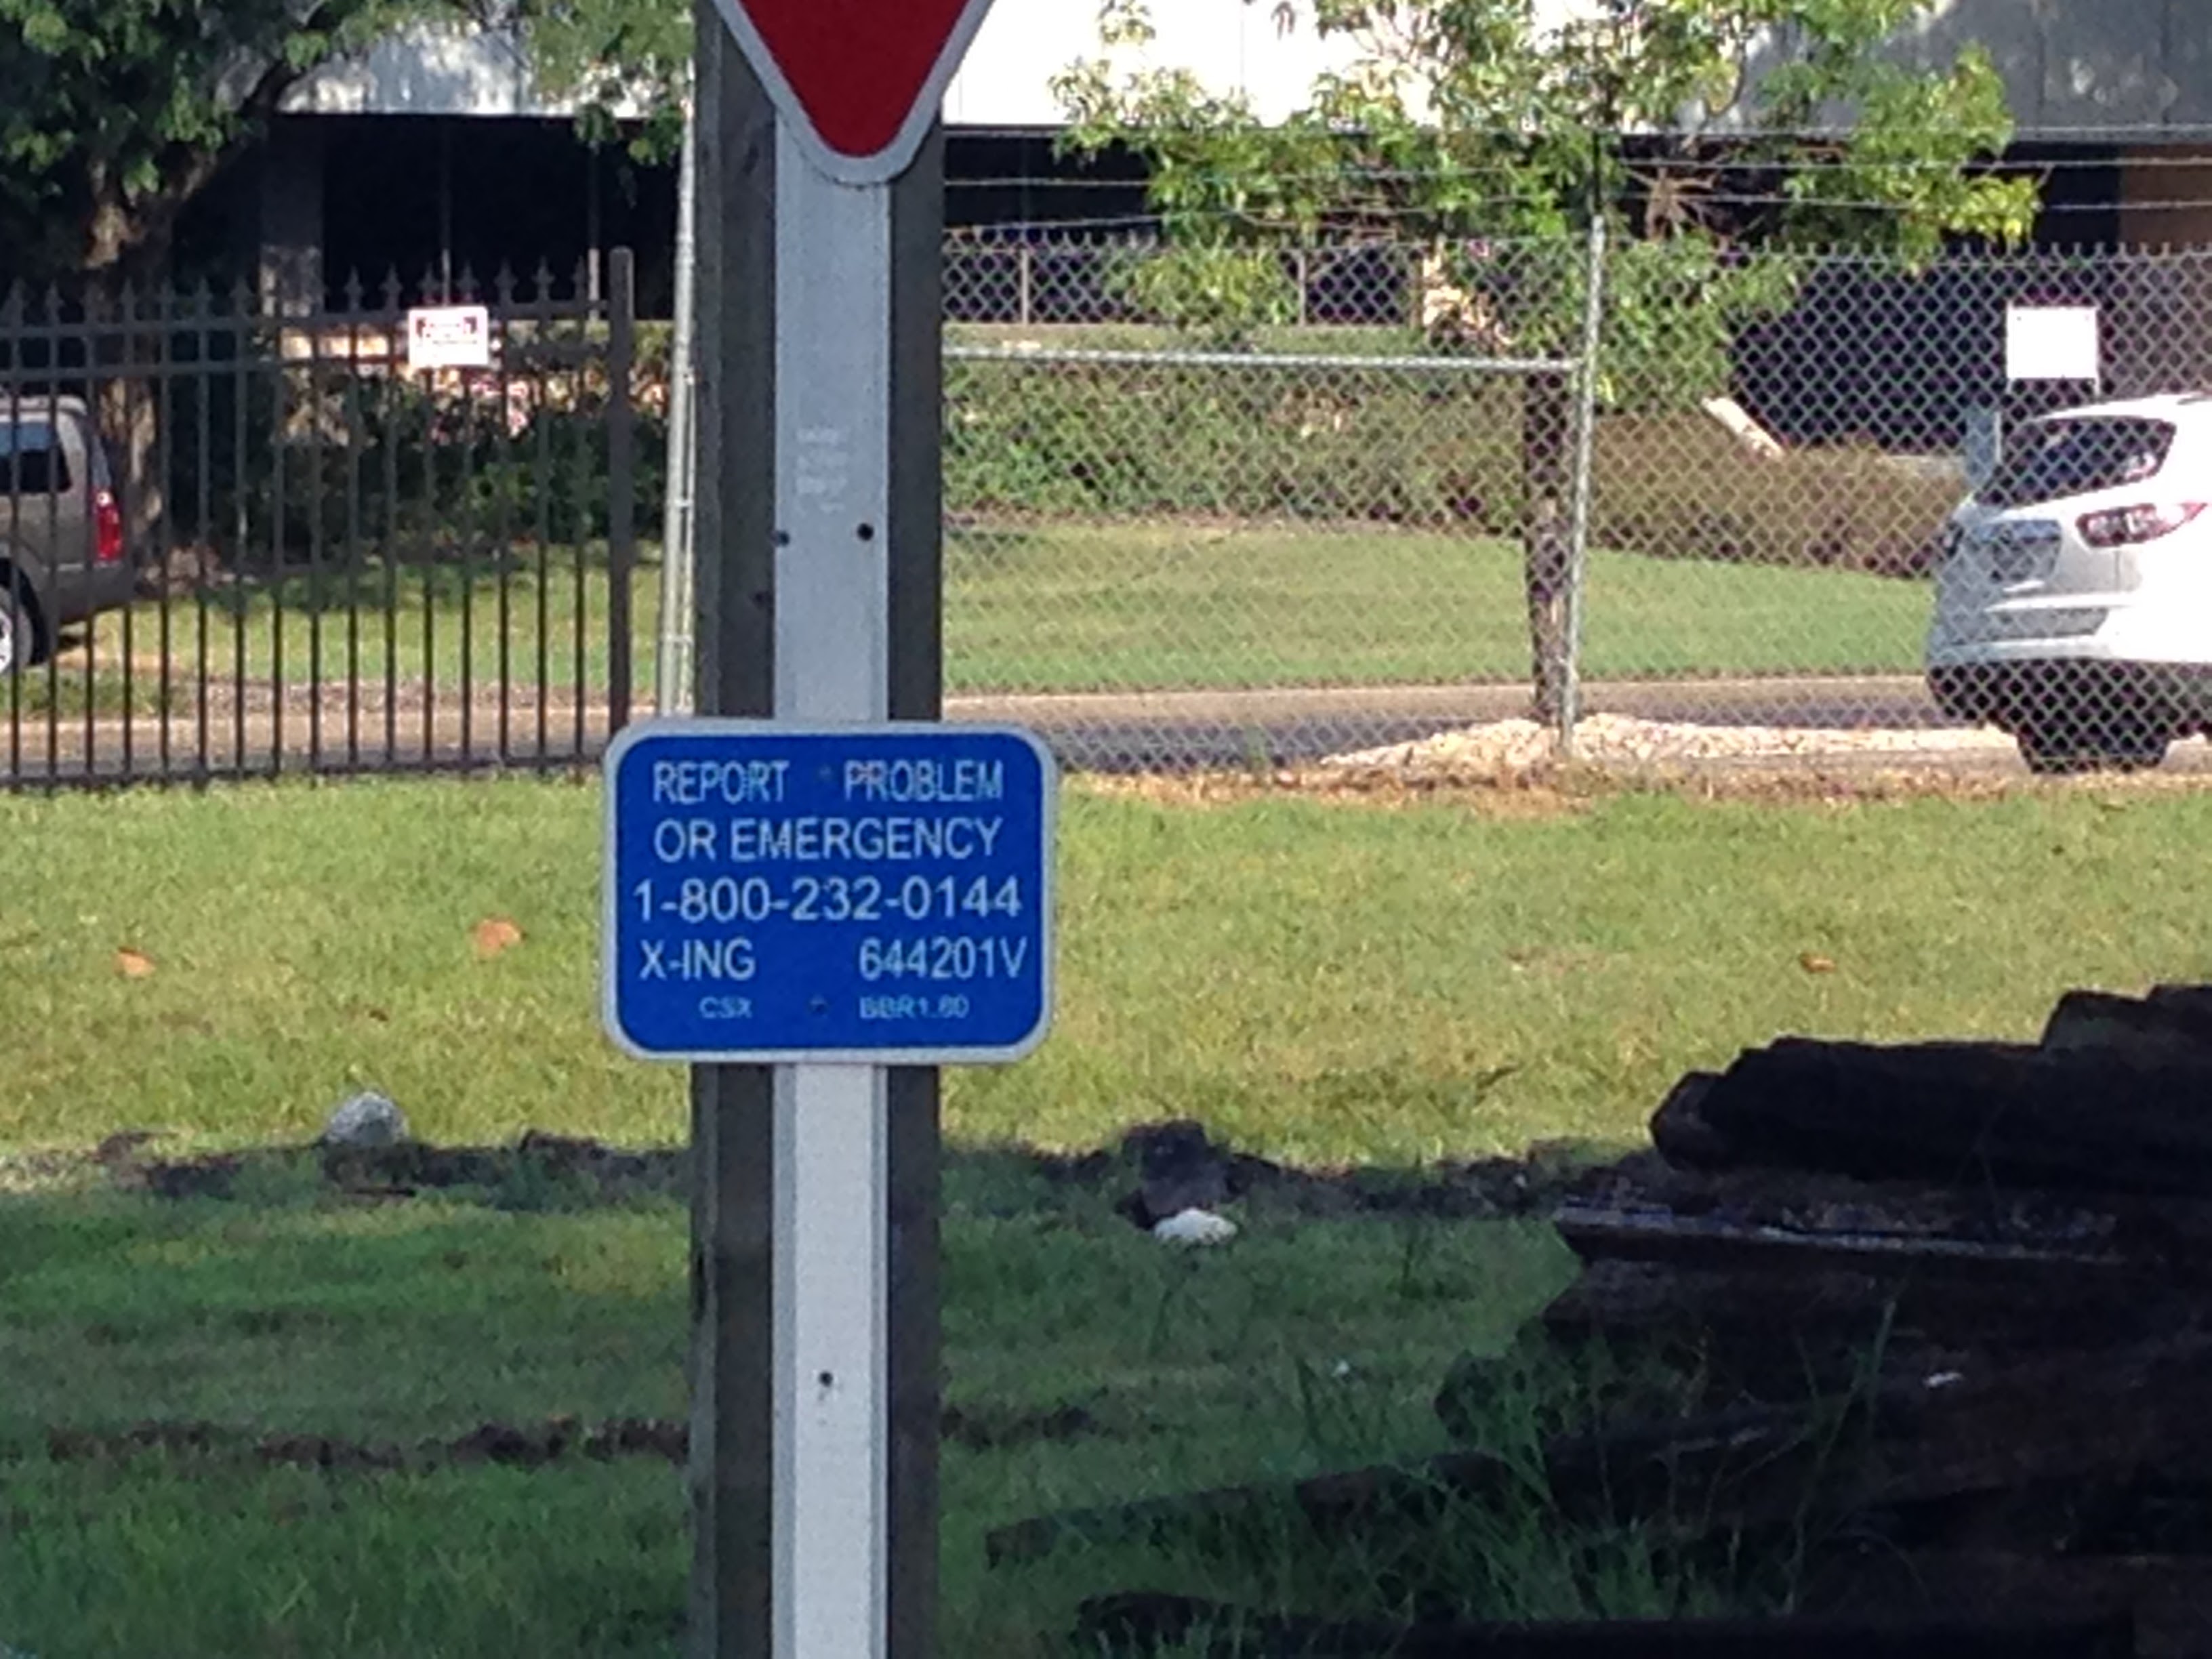 REPORT PROBLEM
OR EMERGENCY
1-800-232-0144
X-ING 644201V
CSX BBR1.60